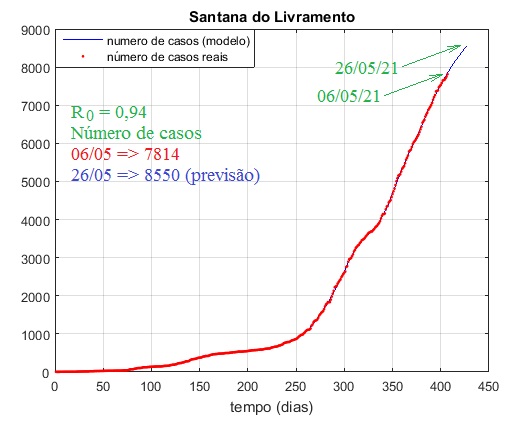 Santana do Livramento
numero de casos (modelo)
número de casos reais
26/05/21
06/05/21
R0 = 0,94
Número de casos
06/05 => 7814
26/05 => 8550 (previsão)
9000
8000
7000
6000
5000
4000
3000
2000
1000
0
0 50 100 150 200 250 300 350 400 450
tempo (dias)